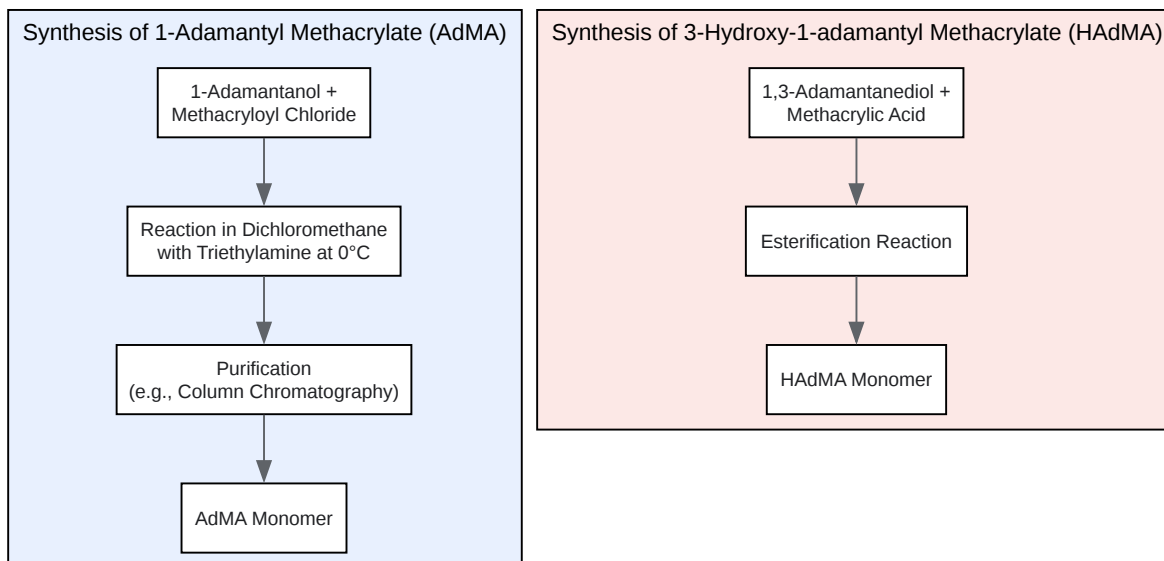 Synthesis of 1-Adamantyl Methacrylate (AdMA)
1-Adamantanol +
Methacryloyl Chloride
Reaction in Dichloromethane
with Triethylamine at 0°C
Purification
(e.g., Column Chromatography)
AdMA Monomer
Synthesis of 3-Hydroxy-1-adamantyl Methacrylate (HAdMA)
1,3-Adamantanediol +
Methacrylic Acid
Esterification Reaction
HAdMA Monomer